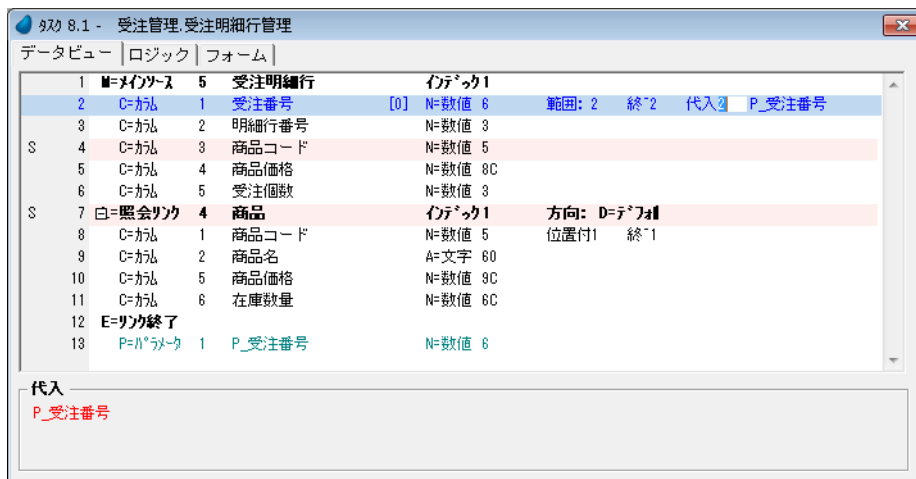 ﾀｽｸ 8.1 - 受注管理.受注明細行管理
データビュー ロジック フォーム
1 M=ﾒｲﾝｿｰｽ 5 受注明細行 ｲﾝﾃﾞｯｸ1
2 C=ｶﾗﾑ 1 受注番号 [0] N=数値 6 範囲: 2 終ﾞ2 代入2 P_受注番号
3 C=ｶﾗﾑ 2 明細行番号 N=数値 3
S 4 C=ｶﾗﾑ 3 商品コード N=数値 5
5 C=ｶﾗﾑ 4 商品価格 N=数値 8C
6 C=ｶﾗﾑ 5 受注個数 N=数値 3
S 7 L=照会ﾘﾝｸ 4 商品 ｲﾝﾃﾞｯｸ1 方向: D=ﾃﾞﾌｫﾙ
8 C=ｶﾗﾑ 1 商品コード N=数値 5 位置付1 終ﾞ1
9 C=ｶﾗﾑ 2 商品名 A=文字 60
10 C=ｶﾗﾑ 5 商品価格 N=数値 9C
11 C=ｶﾗﾑ 6 在庫数量 N=数値 6C
12 E=ﾘﾝｸ終了
13 P=ﾊﾟﾗﾒｰﾀ 1 P_受注番号 N=数値 6
代入
P_受注番号